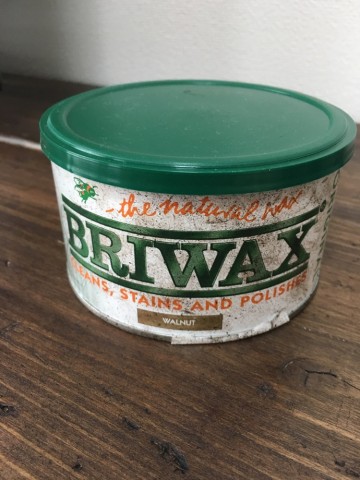 - the natural wax
BRIWAX®
CLEANS, STAINS AND POLISHES
WALNUT